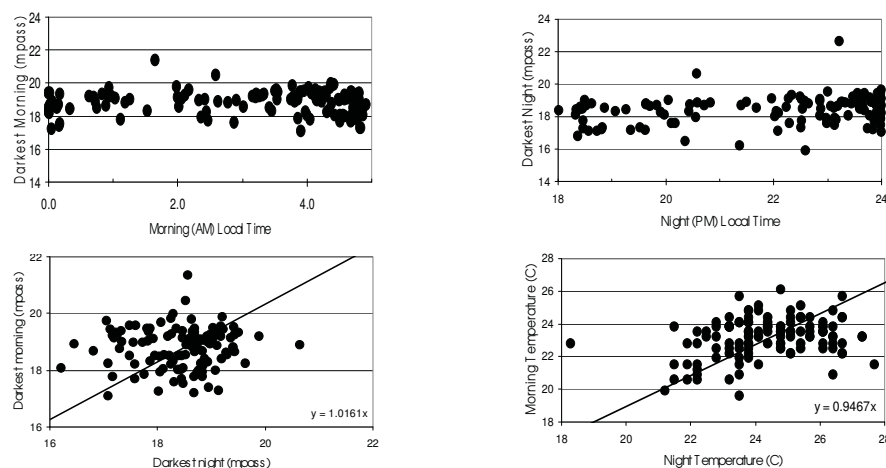 Darkest Morning (mpass)
24
22
20
18
16
14
0.0 2.0 4.0
Morning (AM) Local Time
Darkest Night (mpass)
24
22
20
18
16
14
18 20 22 24
Night (PM) Local Time
Darkest morning (mpass)
22
20
18
16
y = 1.0161x
16 18 20 22
Darkest night (mpass)
Morning Temperature (C)
28
26
24
22
20
18
y = 0.9467x
18 20 22 24 26 28
Night Temperature (C)